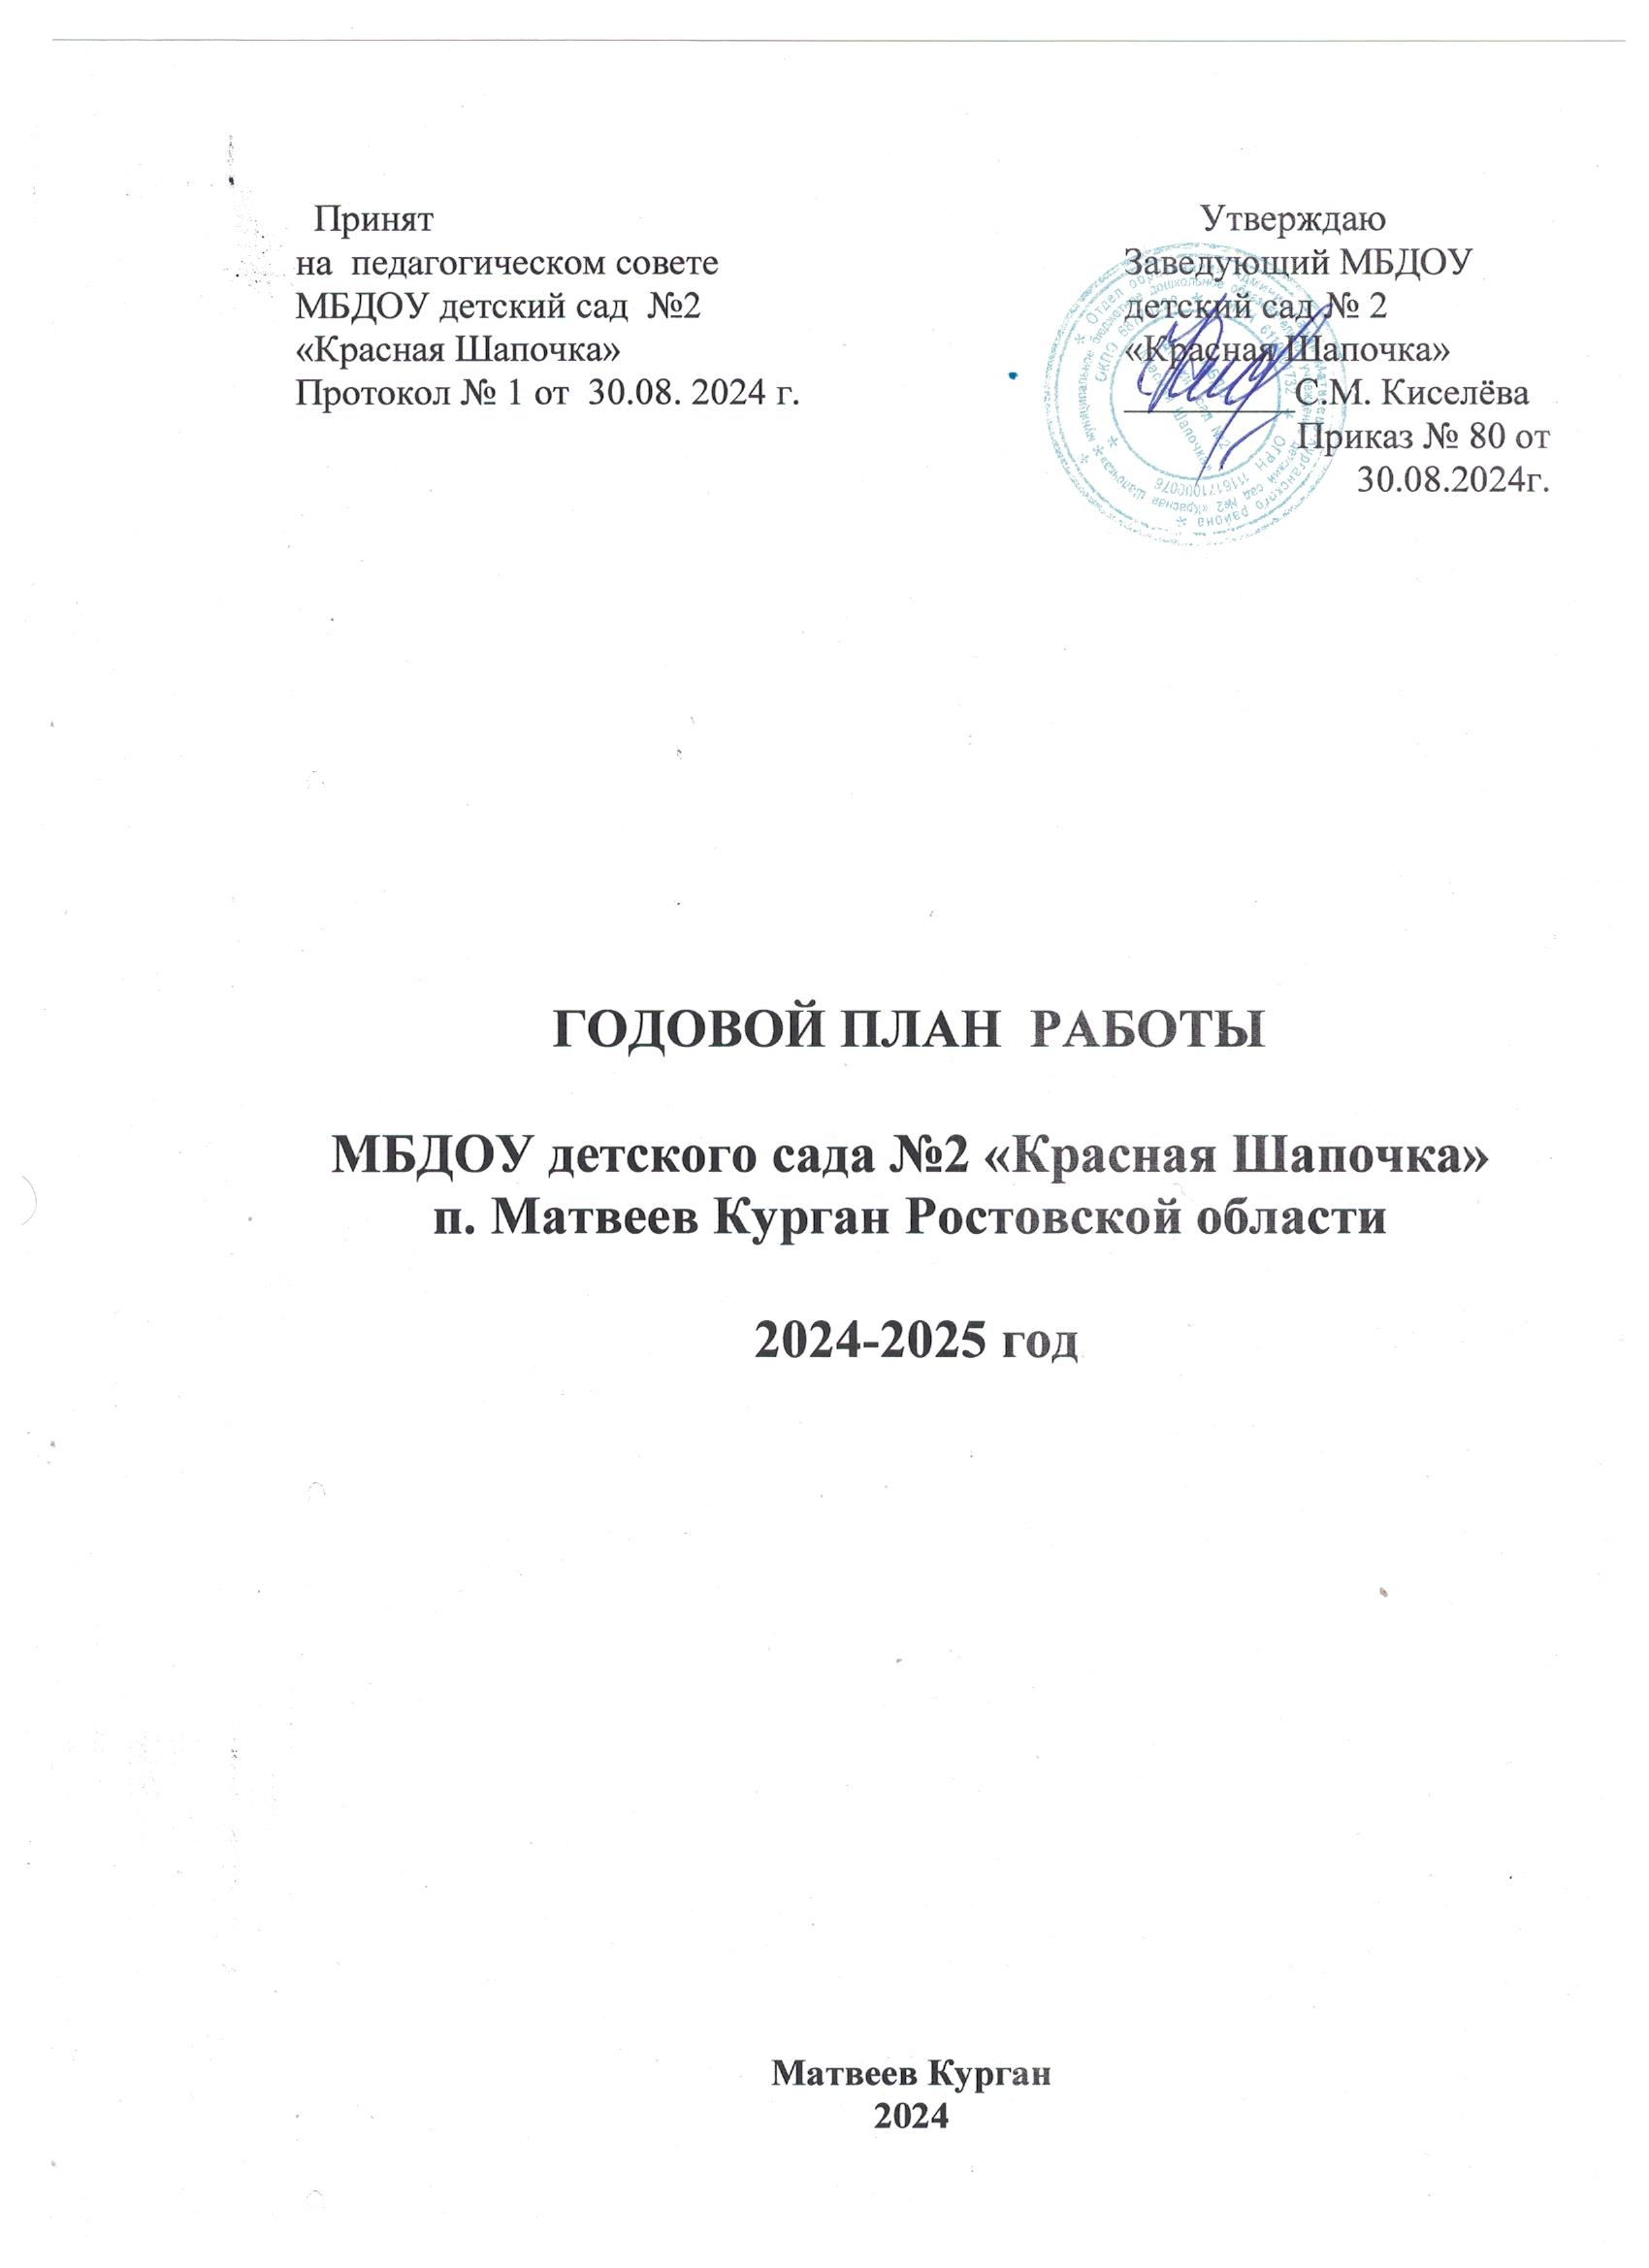 Принят
на педагогическом совете
МБДОУ детский сад №2
«Красная Шапочка»
Протокол № 1 от 30.08. 2024 г.
Утверждаю
Заведующий МБДОУ
детский сад № 2
«Красная Шапочка»
С.М. Киселёва
Приказ № 80 от
30.08.2024г.
ГОДОВОЙ ПЛАН РАБОТЫ
МБДОУ детского сада №2 «Красная Шапочка»
п. Матвеев Курган Ростовской области
2024-2025 год
Матвеев Курган
2024